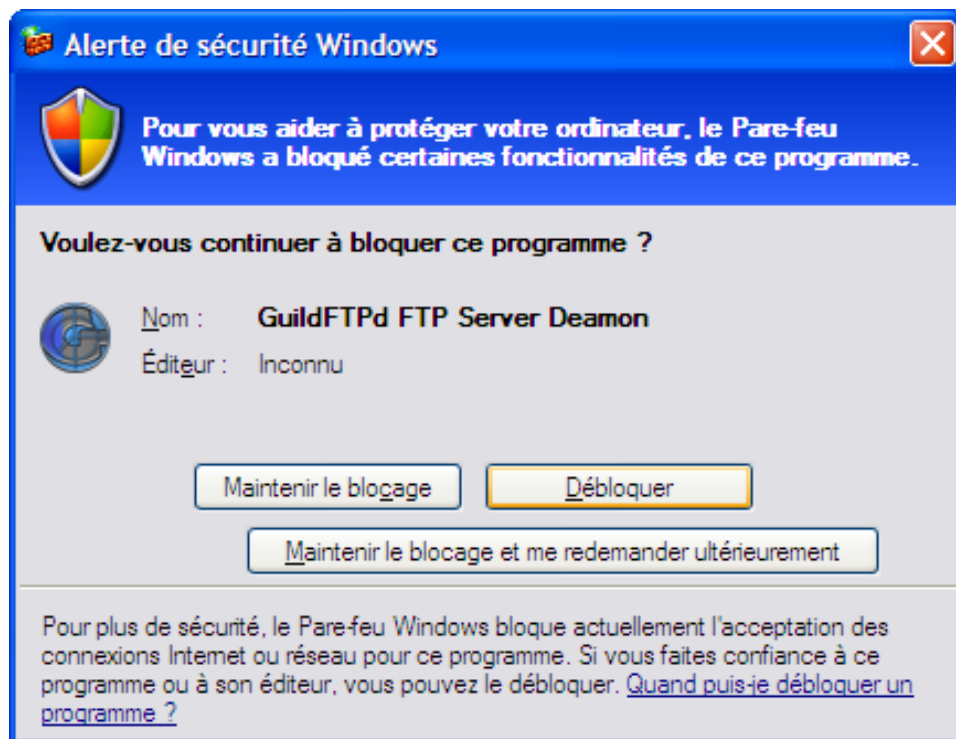 Alerte de sécurité Windows
Pour vous aider à protéger votre ordinateur, le Pare-feu
Windows a bloqué certaines fonctionnalités de ce programme.
Voulez-vous continuer à bloquer ce programme ?
Nom : GuildFTPd FTP Server Deamon
Éditeur : Inconnu
Maintenir le blocage Débloquer
Maintenir le blocage et me redemander ultérieurement
Pour plus de sécurité, le Pare-feu Windows bloque actuellement l'acceptation des
connexions Internet ou réseau pour ce programme. Si vous faites confiance à ce
programme ou à son éditeur, vous pouvez le débloquer. Quand puis-je débloquer un
programme ?